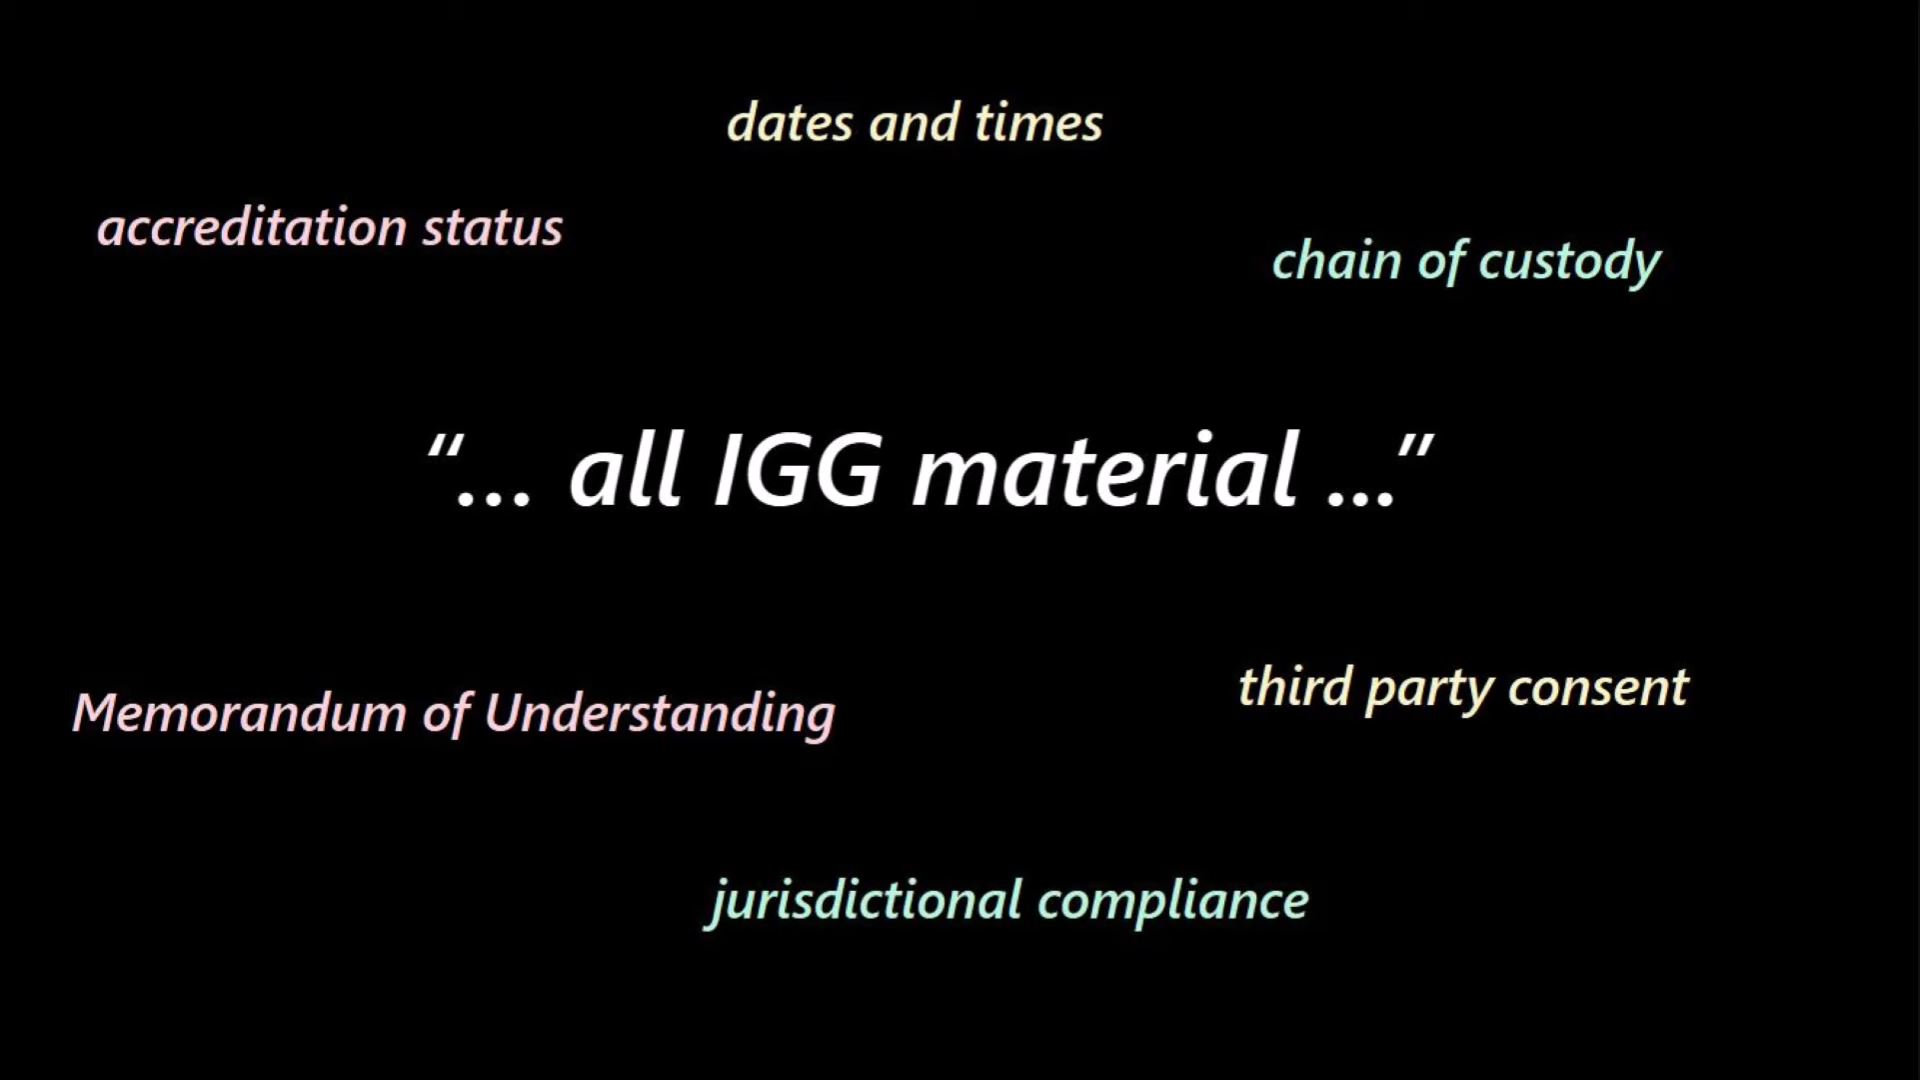 dates and times
accreditation status
chain of custody
“... all IGG material ...”
third party consent
Memorandum of Understanding
jurisdictional compliance